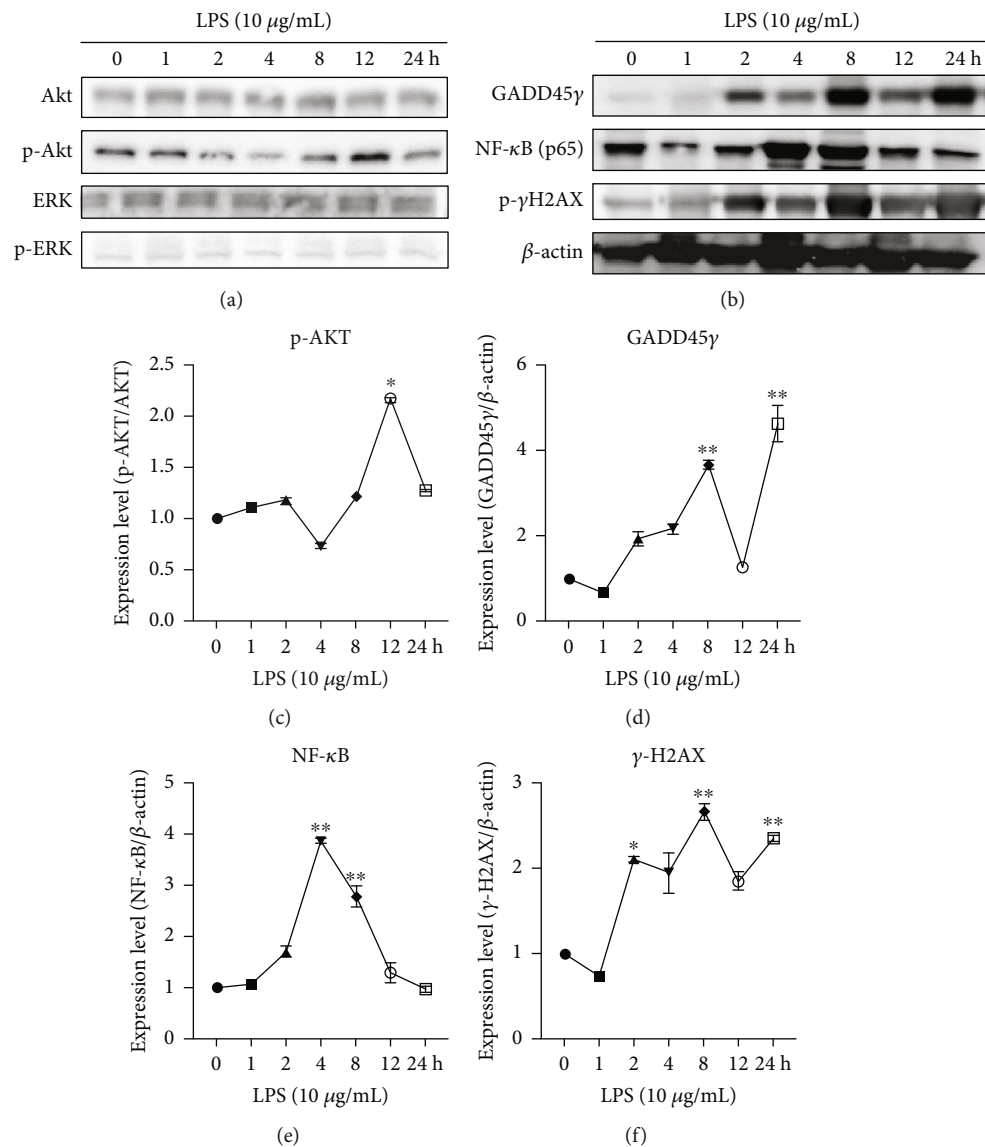 LPS (10 μg/mL)
0 1 2 4 8 12 24 h
Akt
p-Akt
ERK
p-ERK
(a)
LPS (10 μg/mL)
0 1 2 4 8 12 24 h
GADD45γ
NF-κB (p65)
p-γH2AX
β-actin
(b)
p-AKT
Expression level (p-AKT/AKT)
2.5
2.0
1.5
1.0
0.5
0.0
*
0 1 2 4 8 12 24 h
LPS (10 μg/mL)
(c)
GADD45γ
Expression level (GADD45γ/β-actin)
6
4
2
0
**
**
0 1 2 4 8 12 24 h
LPS (10 μg/mL)
(d)
NF-κB
Expression level (NF-κB/β-actin)
5
4
3
2
1
0
**
**
0 1 2 4 8 12 24 h
LPS (10 μg/mL)
(e)
γ-H2AX
Expression level (γ-H2AX/β-actin)
3
2
1
0
*
**
**
0 1 2 4 8 12 24 h
LPS (10 μg/mL)
(f)